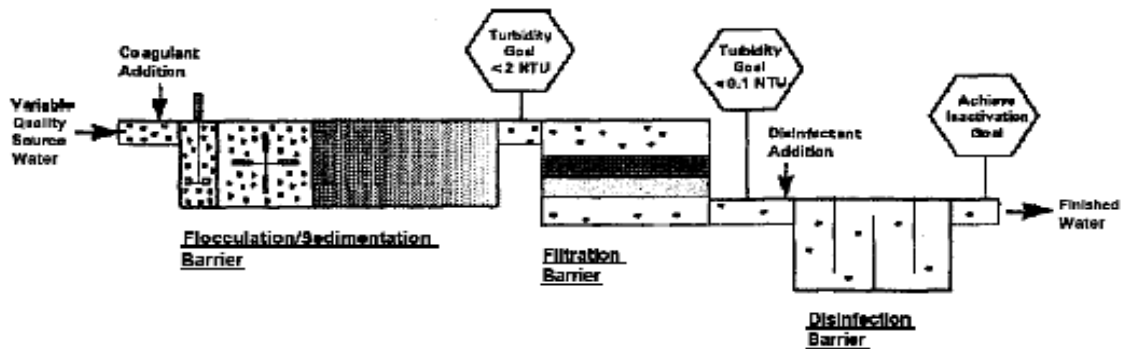 Coagulant
Addition
Variable
Quality
Source
Water
Turbidity
Goal
<2 NTU
Turbidity
Goal
<0.1 NTU
Disinfectant
Addition
Achieve
Inactivation
Goal
Finished
Water
Flocculation/Sedimentation
Barrier
Filtration
Barrier
Disinfection
Barrier